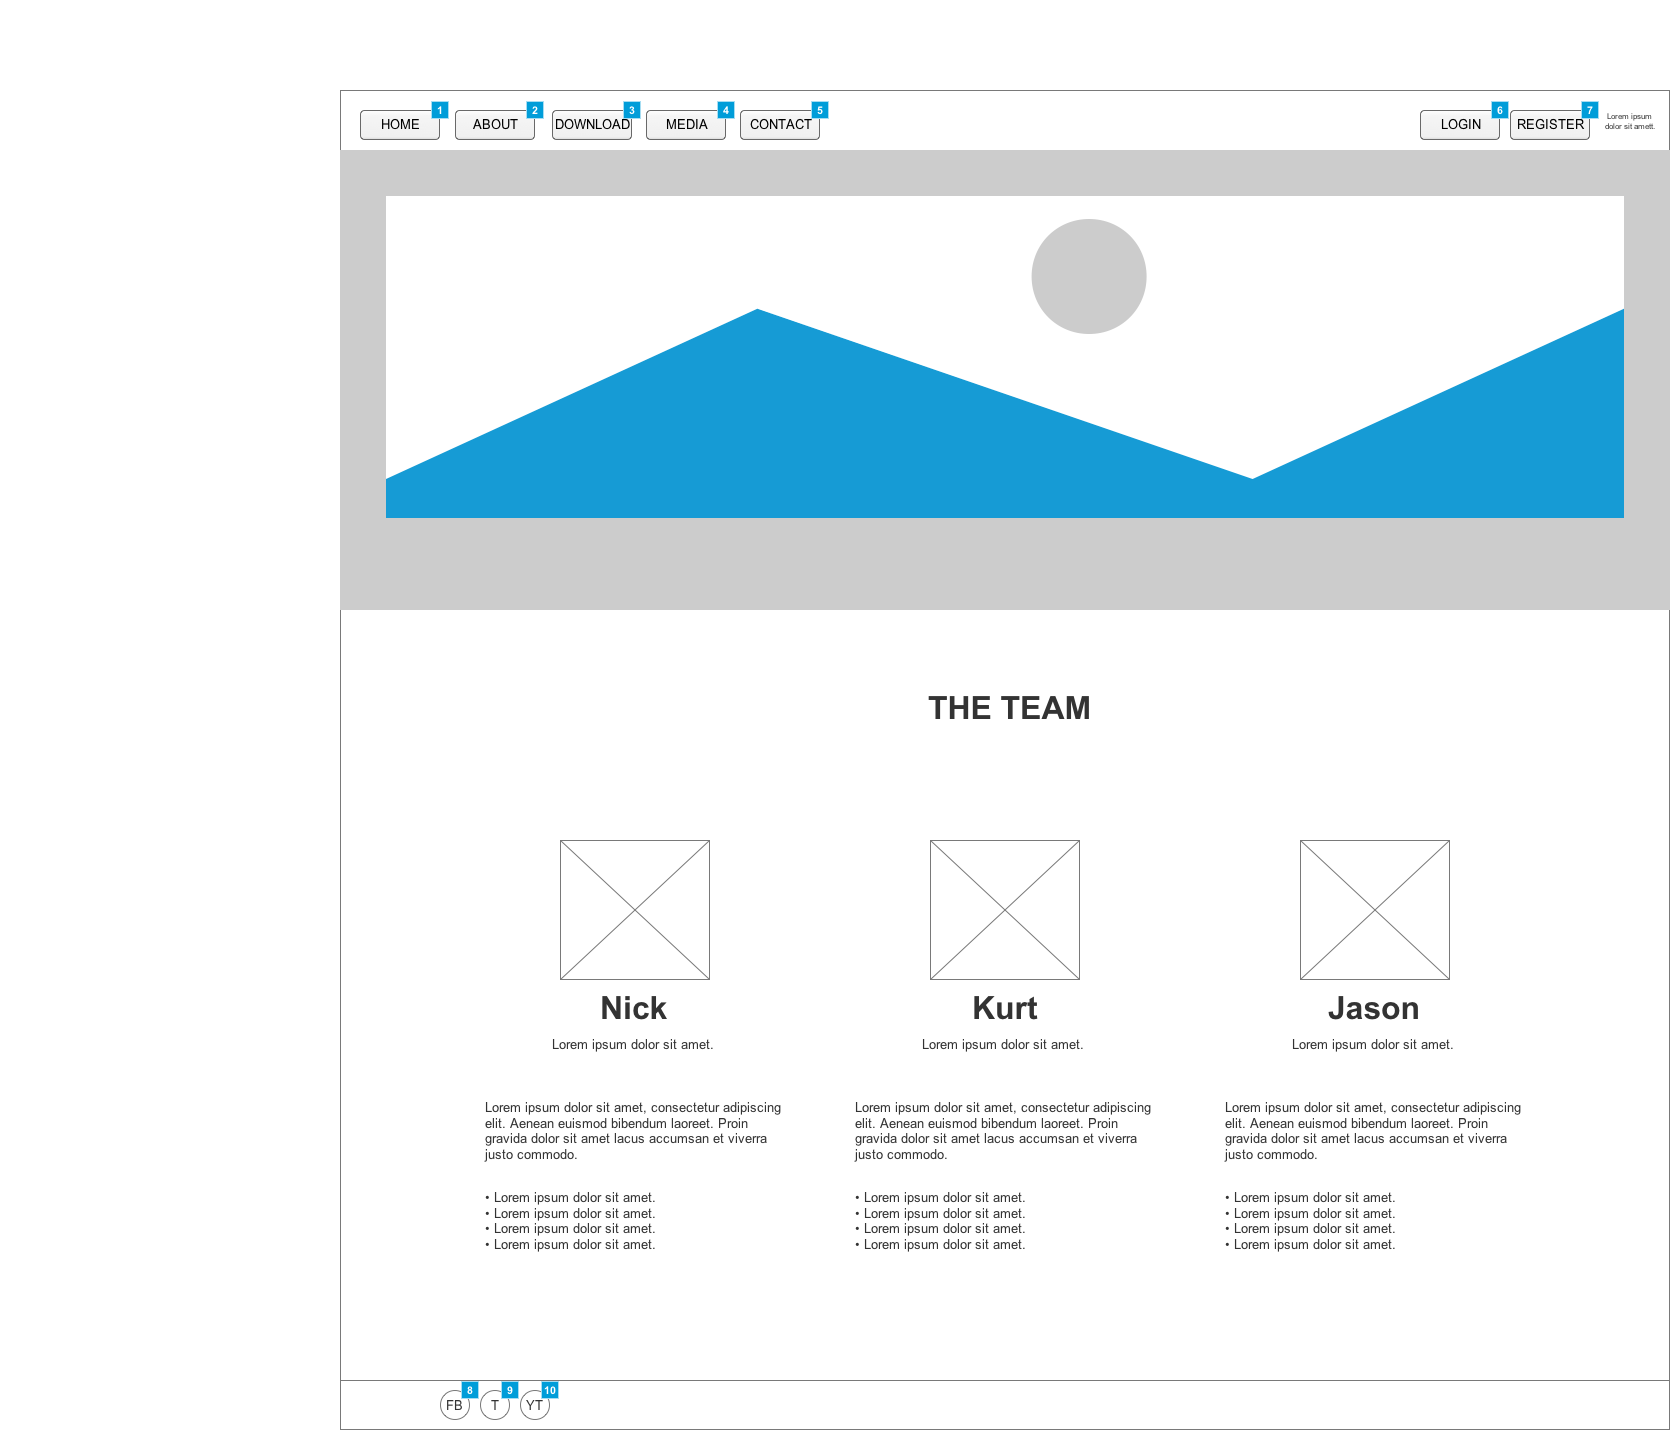 1 2 3 4 5 6 7
HOME ABOUT DOWNLOAD MEDIA CONTACT LOGIN REGISTER
Lorem ipsum
dolor sit amett.
THE TEAM
Nick
Lorem ipsum dolor sit amet.
Lorem ipsum dolor sit amet, consectetur adipiscing
elit. Aenean euismod bibendum laoreet. Proin
gravida dolor sit amet lacus accumsan et viverra
justo commodo.
• Lorem ipsum dolor sit amet.
• Lorem ipsum dolor sit amet.
• Lorem ipsum dolor sit amet.
• Lorem ipsum dolor sit amet.
Kurt
Lorem ipsum dolor sit amet.
Lorem ipsum dolor sit amet, consectetur adipiscing
elit. Aenean euismod bibendum laoreet. Proin
gravida dolor sit amet lacus accumsan et viverra
justo commodo.
• Lorem ipsum dolor sit amet.
• Lorem ipsum dolor sit amet.
• Lorem ipsum dolor sit amet.
• Lorem ipsum dolor sit amet.
Jason
Lorem ipsum dolor sit amet.
Lorem ipsum dolor sit amet, consectetur adipiscing
elit. Aenean euismod bibendum laoreet. Proin
gravida dolor sit amet lacus accumsan et viverra
justo commodo.
• Lorem ipsum dolor sit amet.
• Lorem ipsum dolor sit amet.
• Lorem ipsum dolor sit amet.
• Lorem ipsum dolor sit amet.
8 9 10
FB T YT